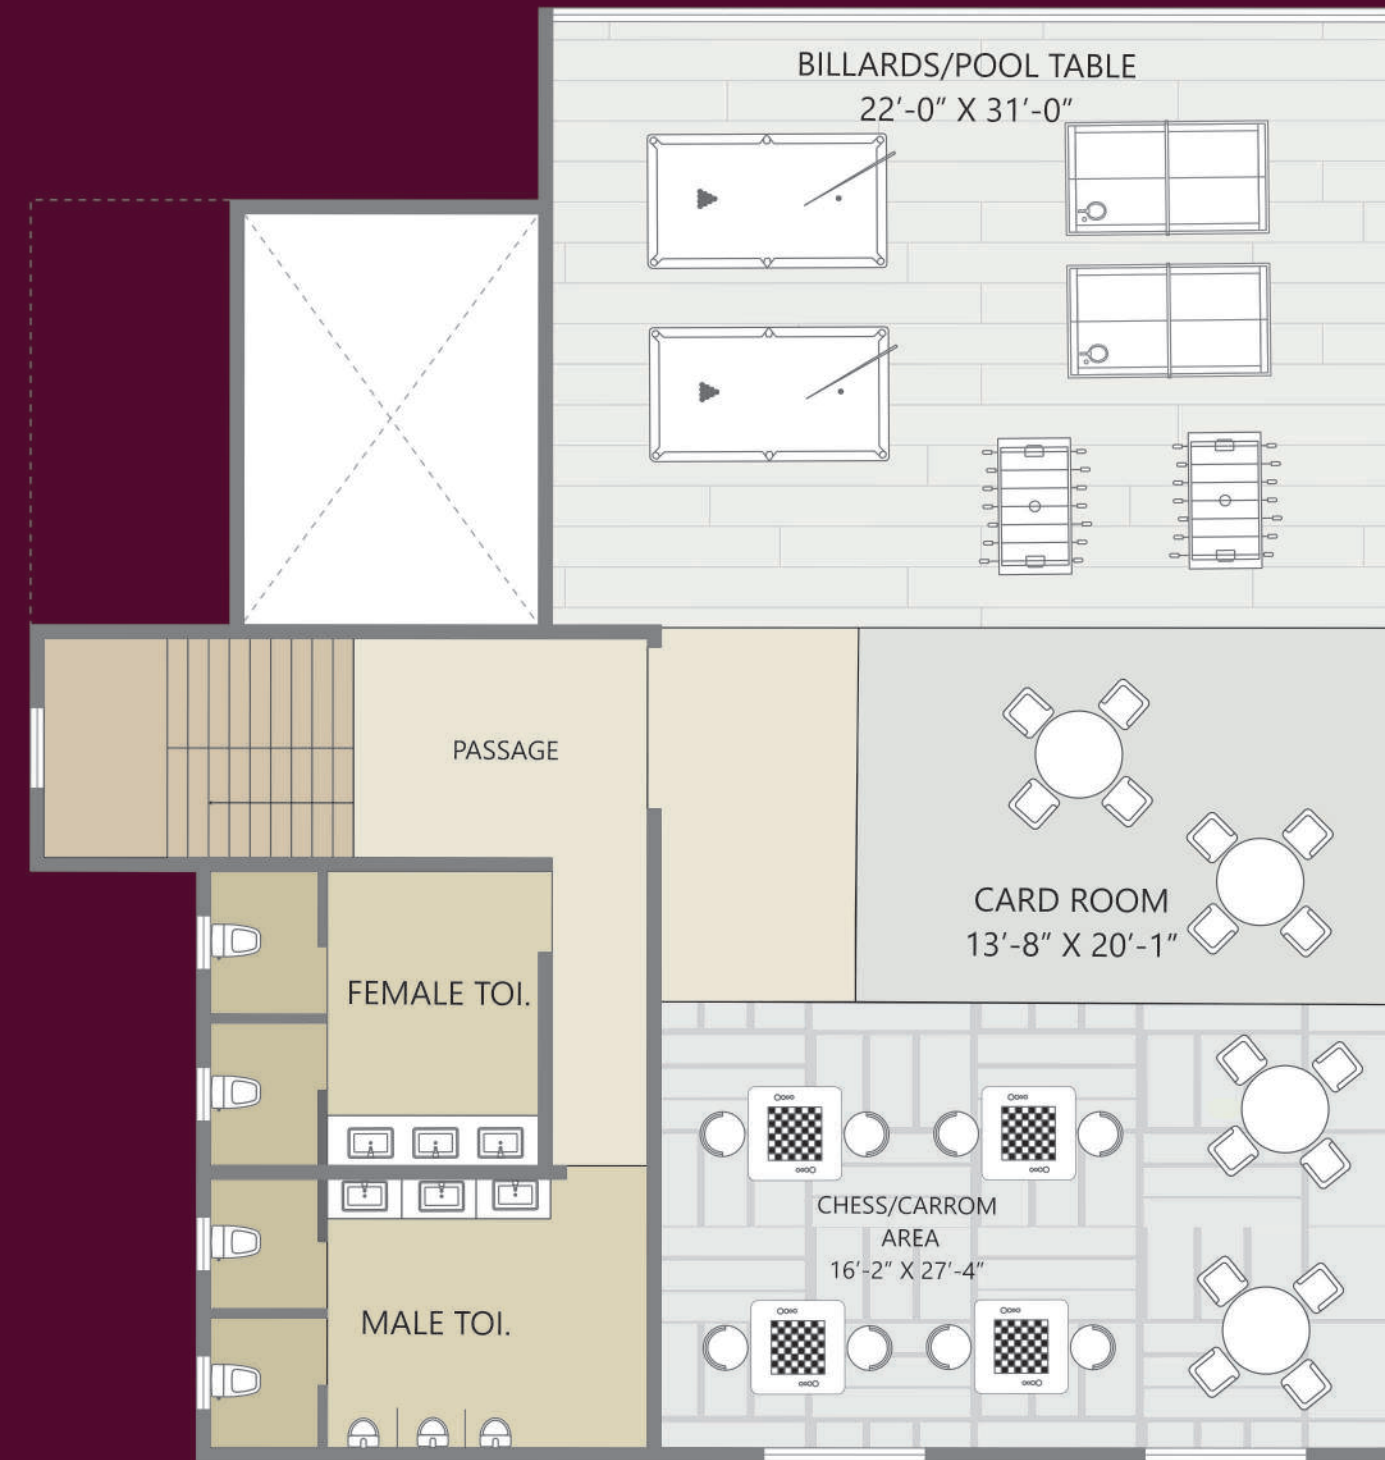 BILLARDS/POOL TABLE
22'-0" X 31'-0"
PASSAGE
CARD ROOM
13'-8" X 20'-1"
FEMALE TOI.
CHESS/CARROM
AREA
16'-2" X 27'-4"
MALE TOI.